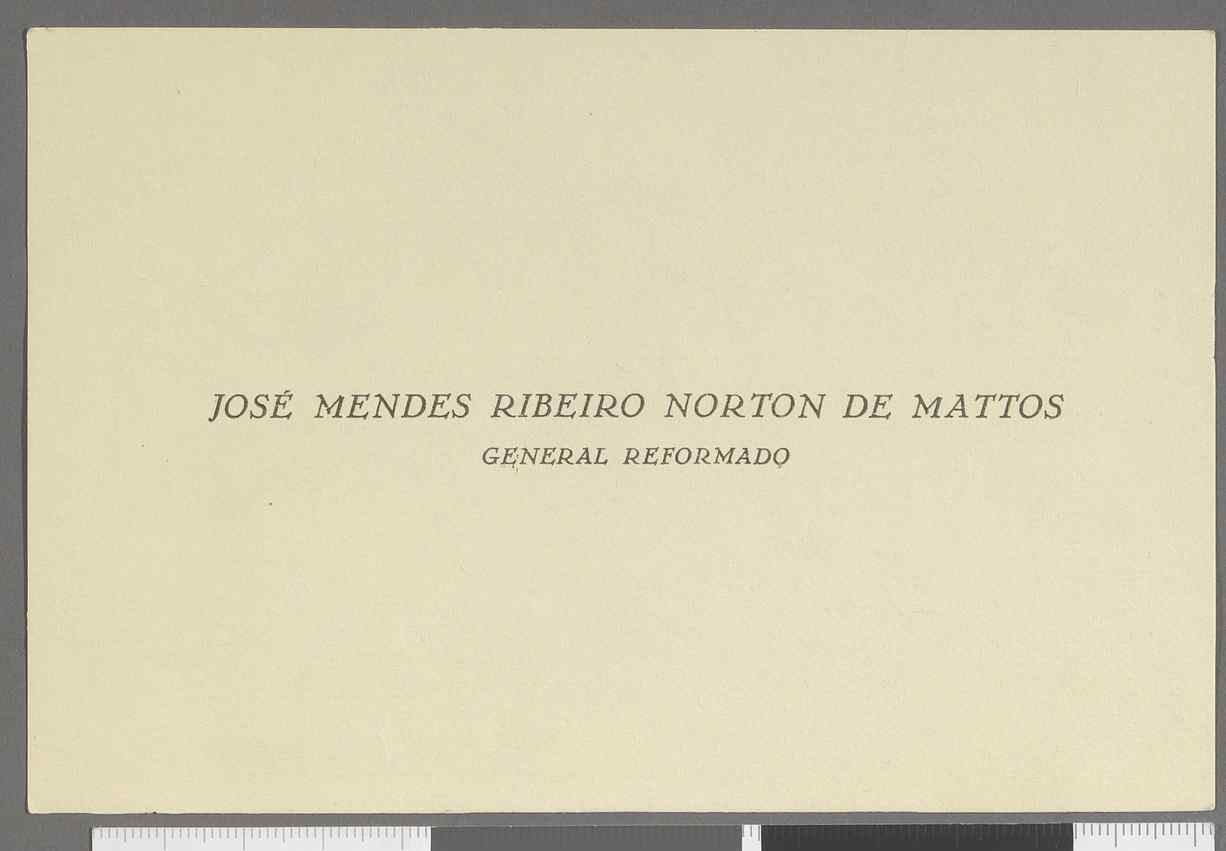 JOSÉ MENDES RIBEIRO NORTON DE MATTOS
GENERAL REFORMADO